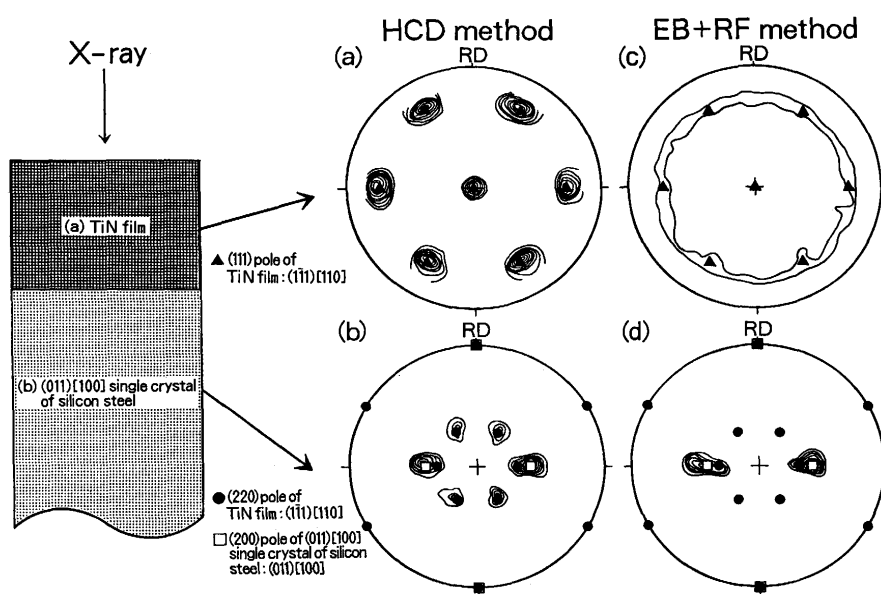 HCD method
EB+RF method
X-ray
(a)
RD
(c)
RD
(a) TiN film
▲(111) pole of
TiN film : (11̄1)[110]
(b)
RD
(d)
RD
(b) (011)[100] single crystal
of silicon steel
●(220) pole of
TiN film : (11̄1)[110]
□(200) pole of (011)[100]
single crystal of silicon
steel : (011)[100]